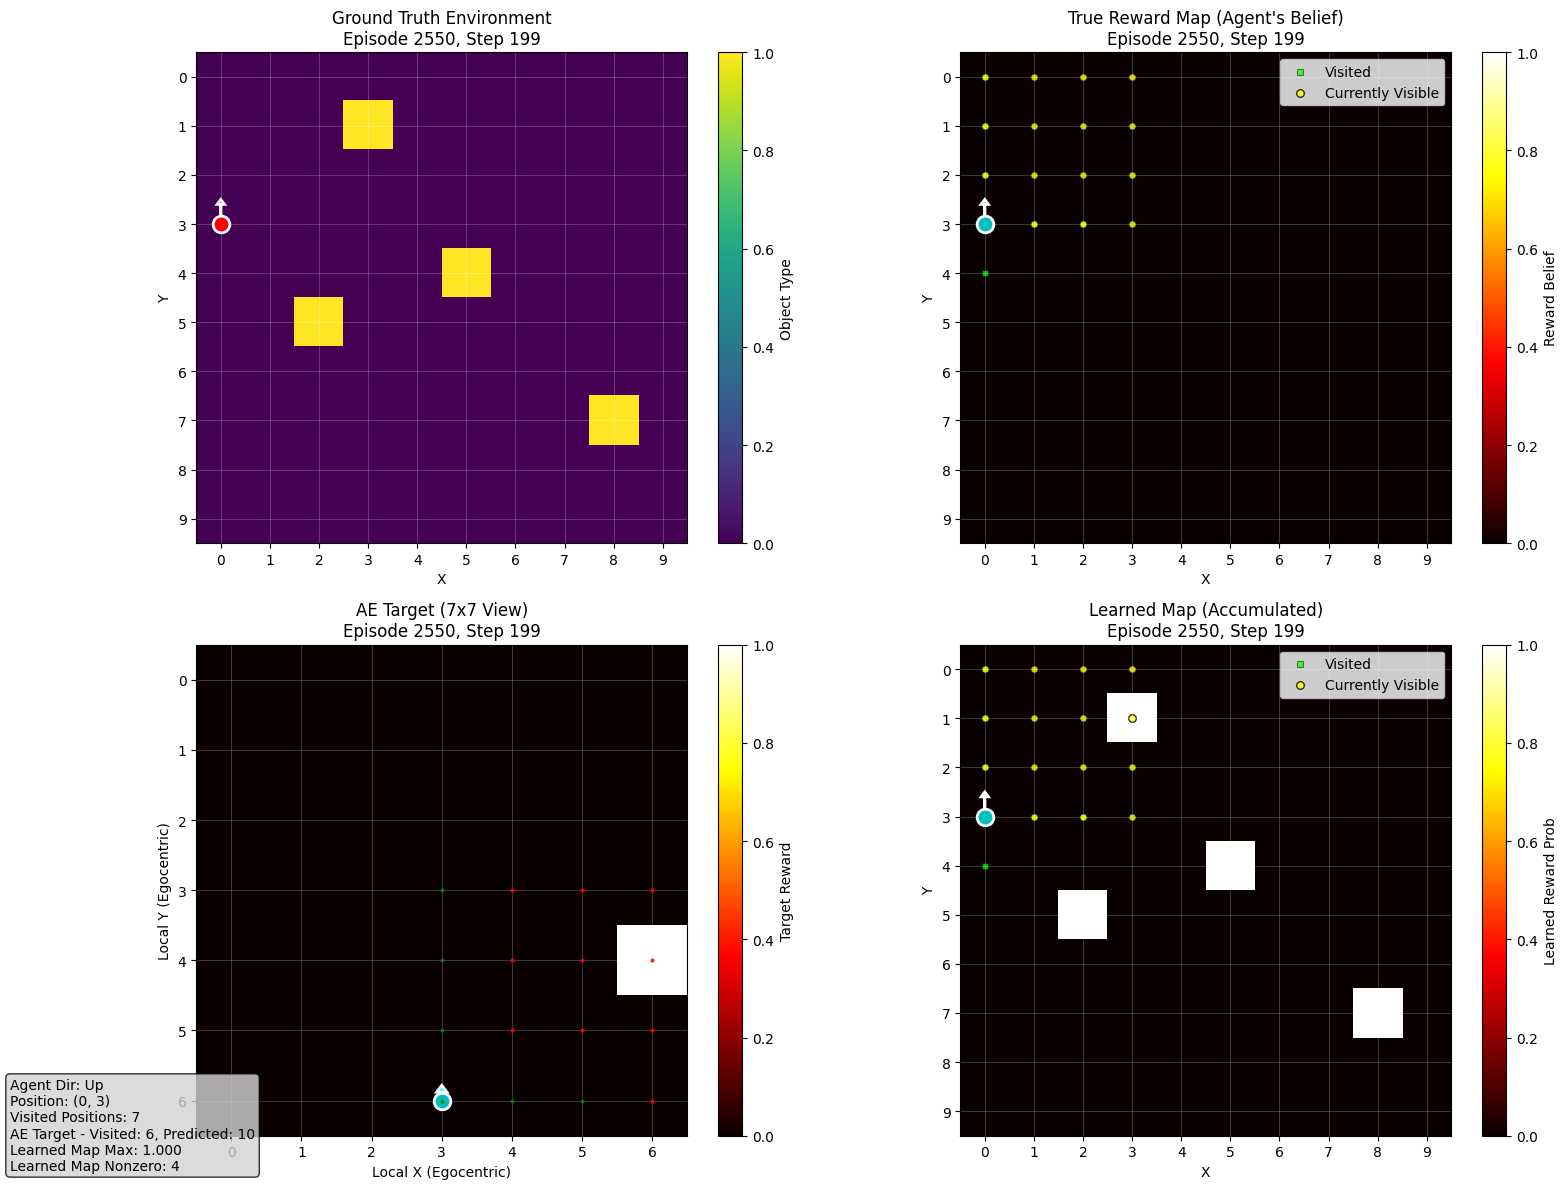 Ground Truth Environment
Episode 2550, Step 199
0
1
2
3
4
5
6
7
8
9
Y
0 1 2 3 4 5 6 7 8 9
X
1.0
0.8
0.6
0.4
0.2
0.0
Object Type
True Reward Map (Agent's Belief)
Episode 2550, Step 199
Visited
Currently Visible
0
1
2
3
4
5
6
7
8
9
Y
0 1 2 3 4 5 6 7 8 9
X
1.0
0.8
0.6
0.4
0.2
0.0
Reward Belief
AE Target (7x7 View)
Episode 2550, Step 199
0
1
2
3
4
5
6
Local Y (Egocentric)
0 1 2 3 4 5 6
Local X (Egocentric)
1.0
0.8
0.6
0.4
0.2
0.0
Target Reward
Agent Dir: Up
Position: (0, 3)
Visited Positions: 7
AE Target - Visited: 6, Predicted: 10
Learned Map Max: 1.000
Learned Map Nonzero: 4
Learned Map (Accumulated)
Episode 2550, Step 199
Visited
Currently Visible
0
1
2
3
4
5
6
7
8
9
Y
0 1 2 3 4 5 6 7 8 9
X
1.0
0.8
0.6
0.4
0.2
0.0
Learned Reward Prob